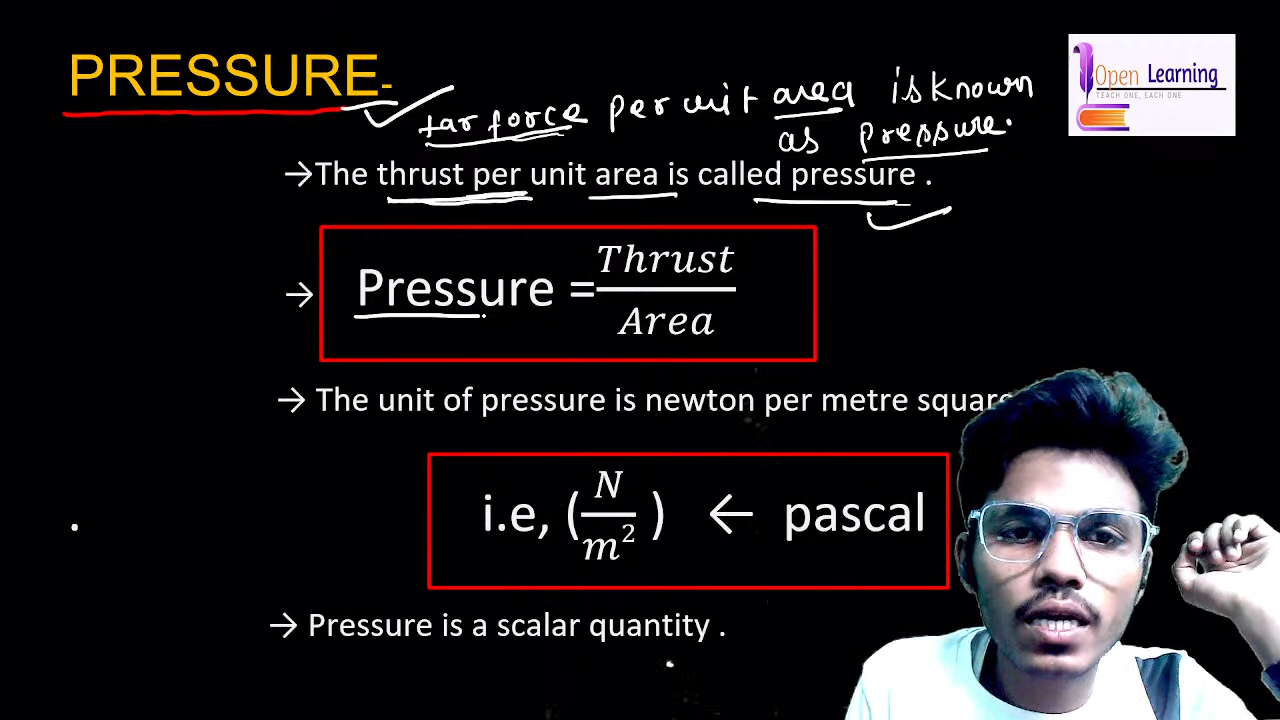 PRESSURE-
force per unit area is known
as pressure.
→The thrust per unit area is called pressure .
→ Pressure = Thrust / Area
→ The unit of pressure is newton per metre
i.e, (N / m²) ← pascal
.
→ Pressure is a scalar quantity .
Open Learning
TEACH ONE, EACH ONE